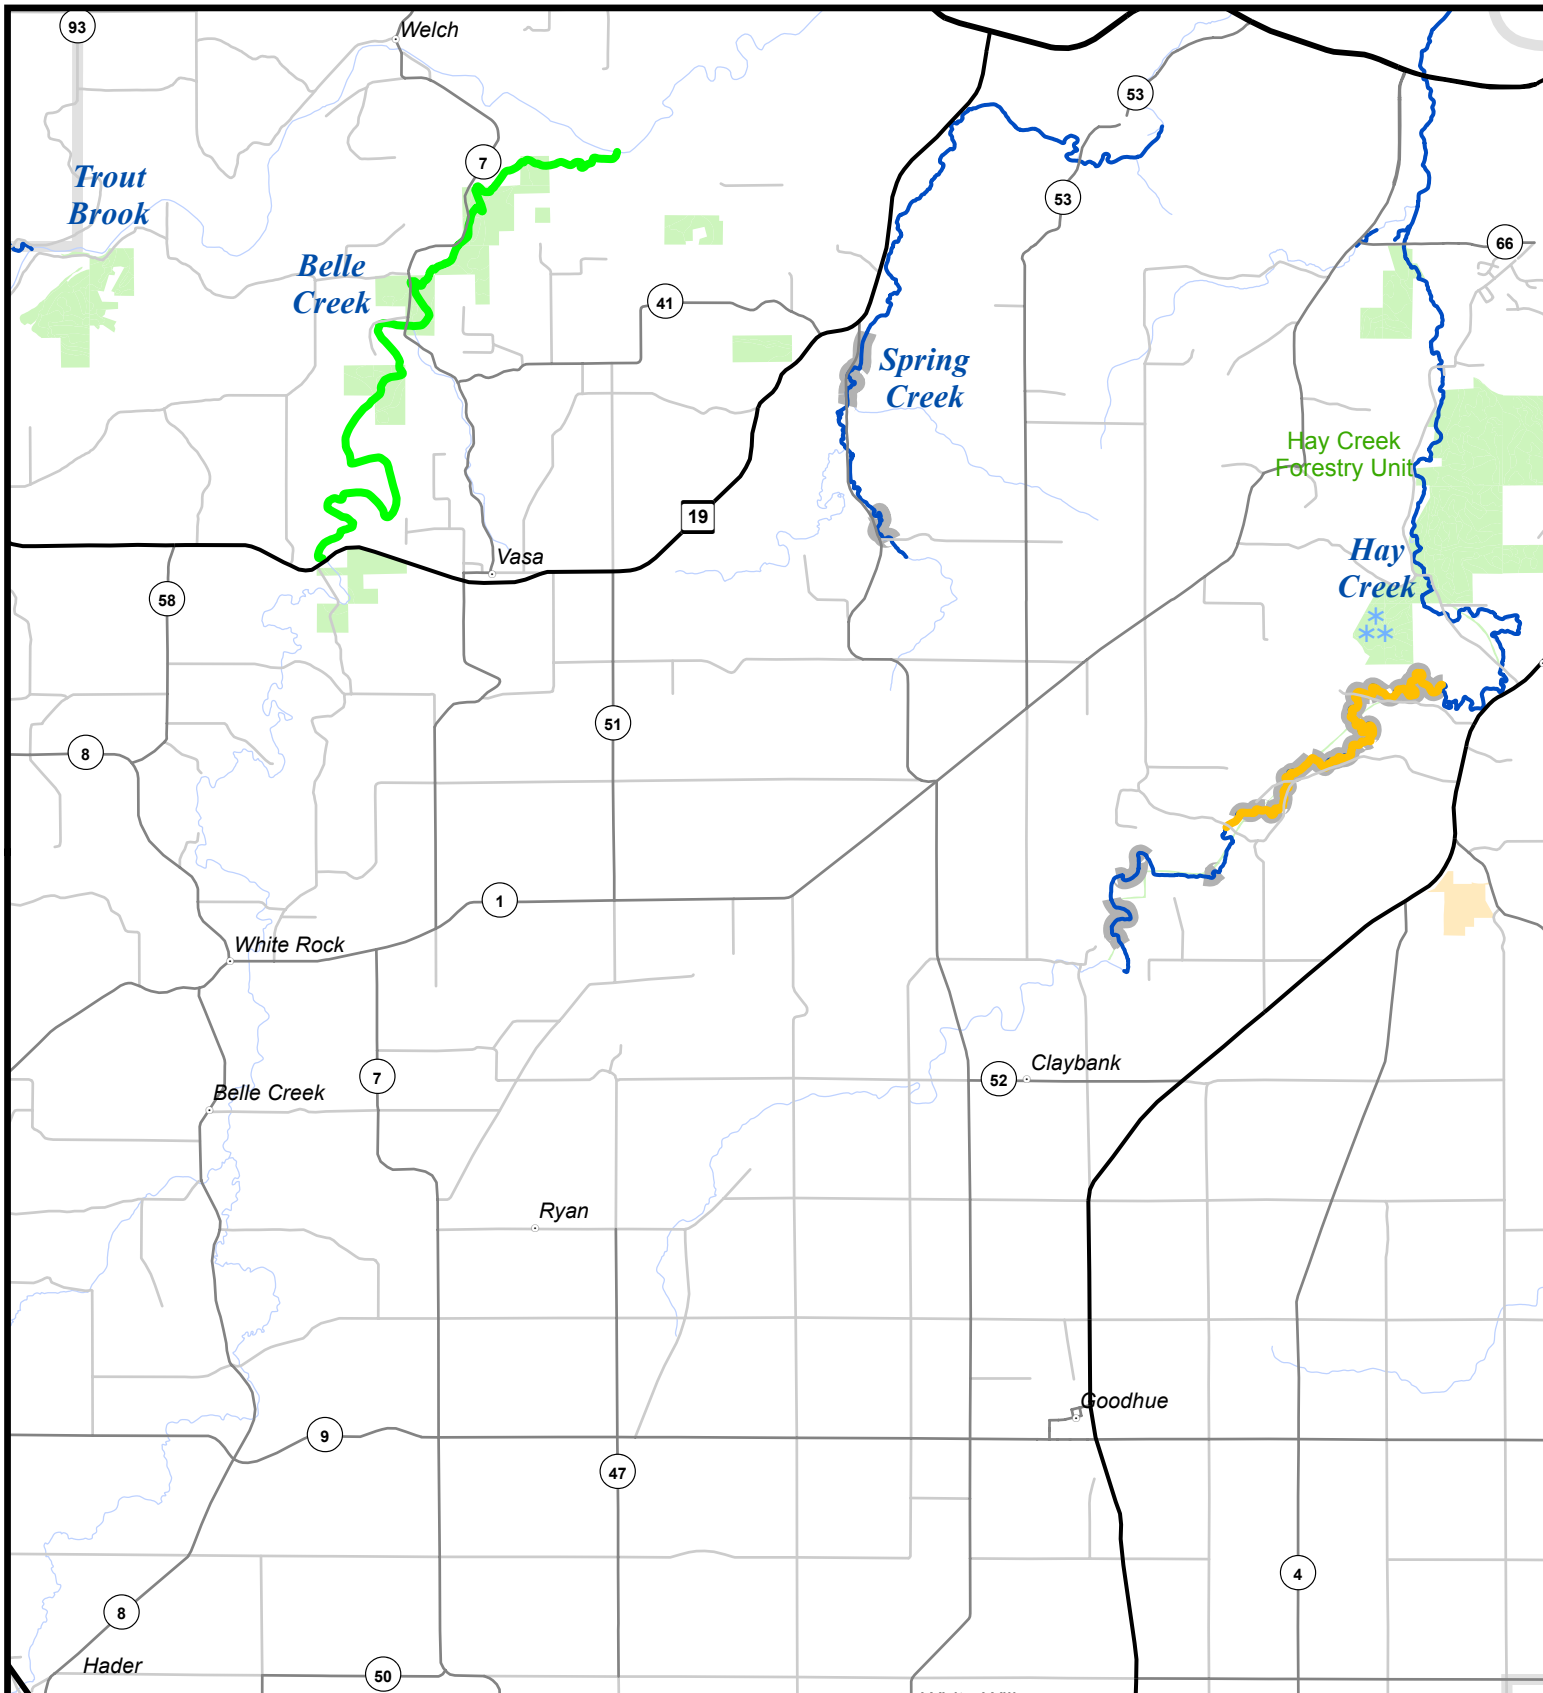 93
Welch
53
7
Trout
Brook
53
66
Belle
Creek
41
Spring
Creek
Hay Creek
Forestry Unit
19
Hay
Creek
Vasa
58
51
8
1
White Rock
Claybank
52
7
Belle Creek
Ryan
Goodhue
9
47
4
8
Hader
50